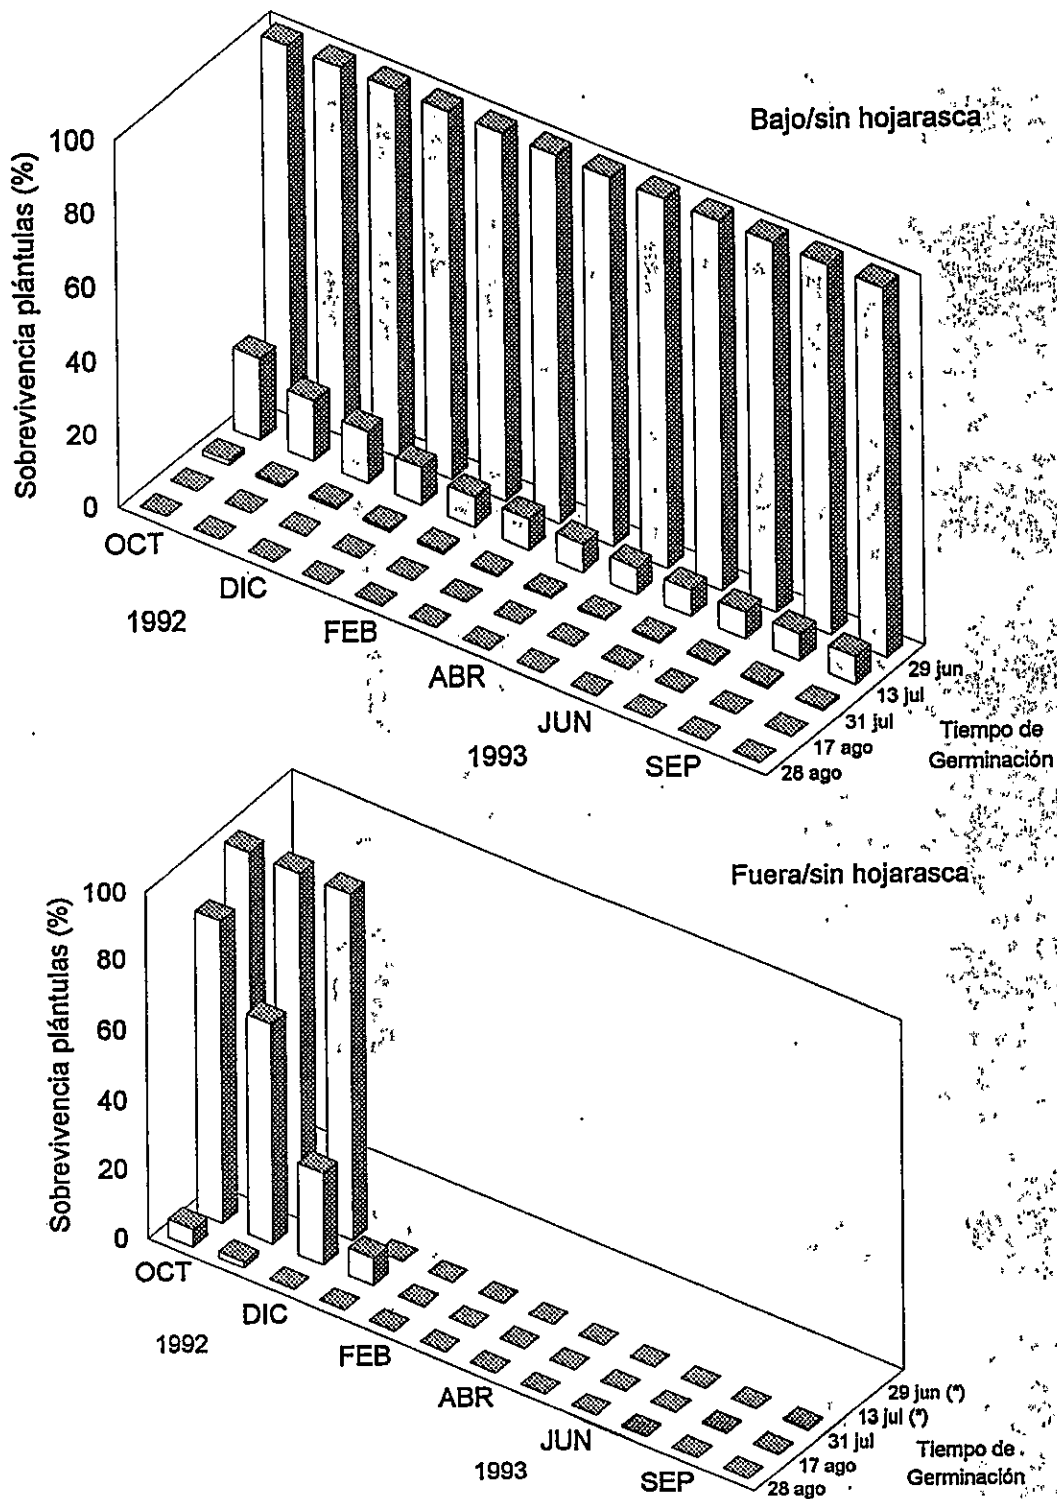 Bajo/sin hojarasca
Sobrevivencia plántulas (%)
100
80
60
40
20
0
OCT
DIC
FEB
ABR
JUN
SEP
1992
1993
29 jun
13 jul
31 jul
17 ago
28 ago
Tiempo de
Germinación
Fuera/sin hojarasca
Sobrevivencia plántulas (%)
100
80
60
40
20
0
OCT
DIC
FEB
ABR
JUN
SEP
1992
1993
29 jun (*)
13 jul (*)
31 jul
17 ago
28 ago
Tiempo de
Germinación